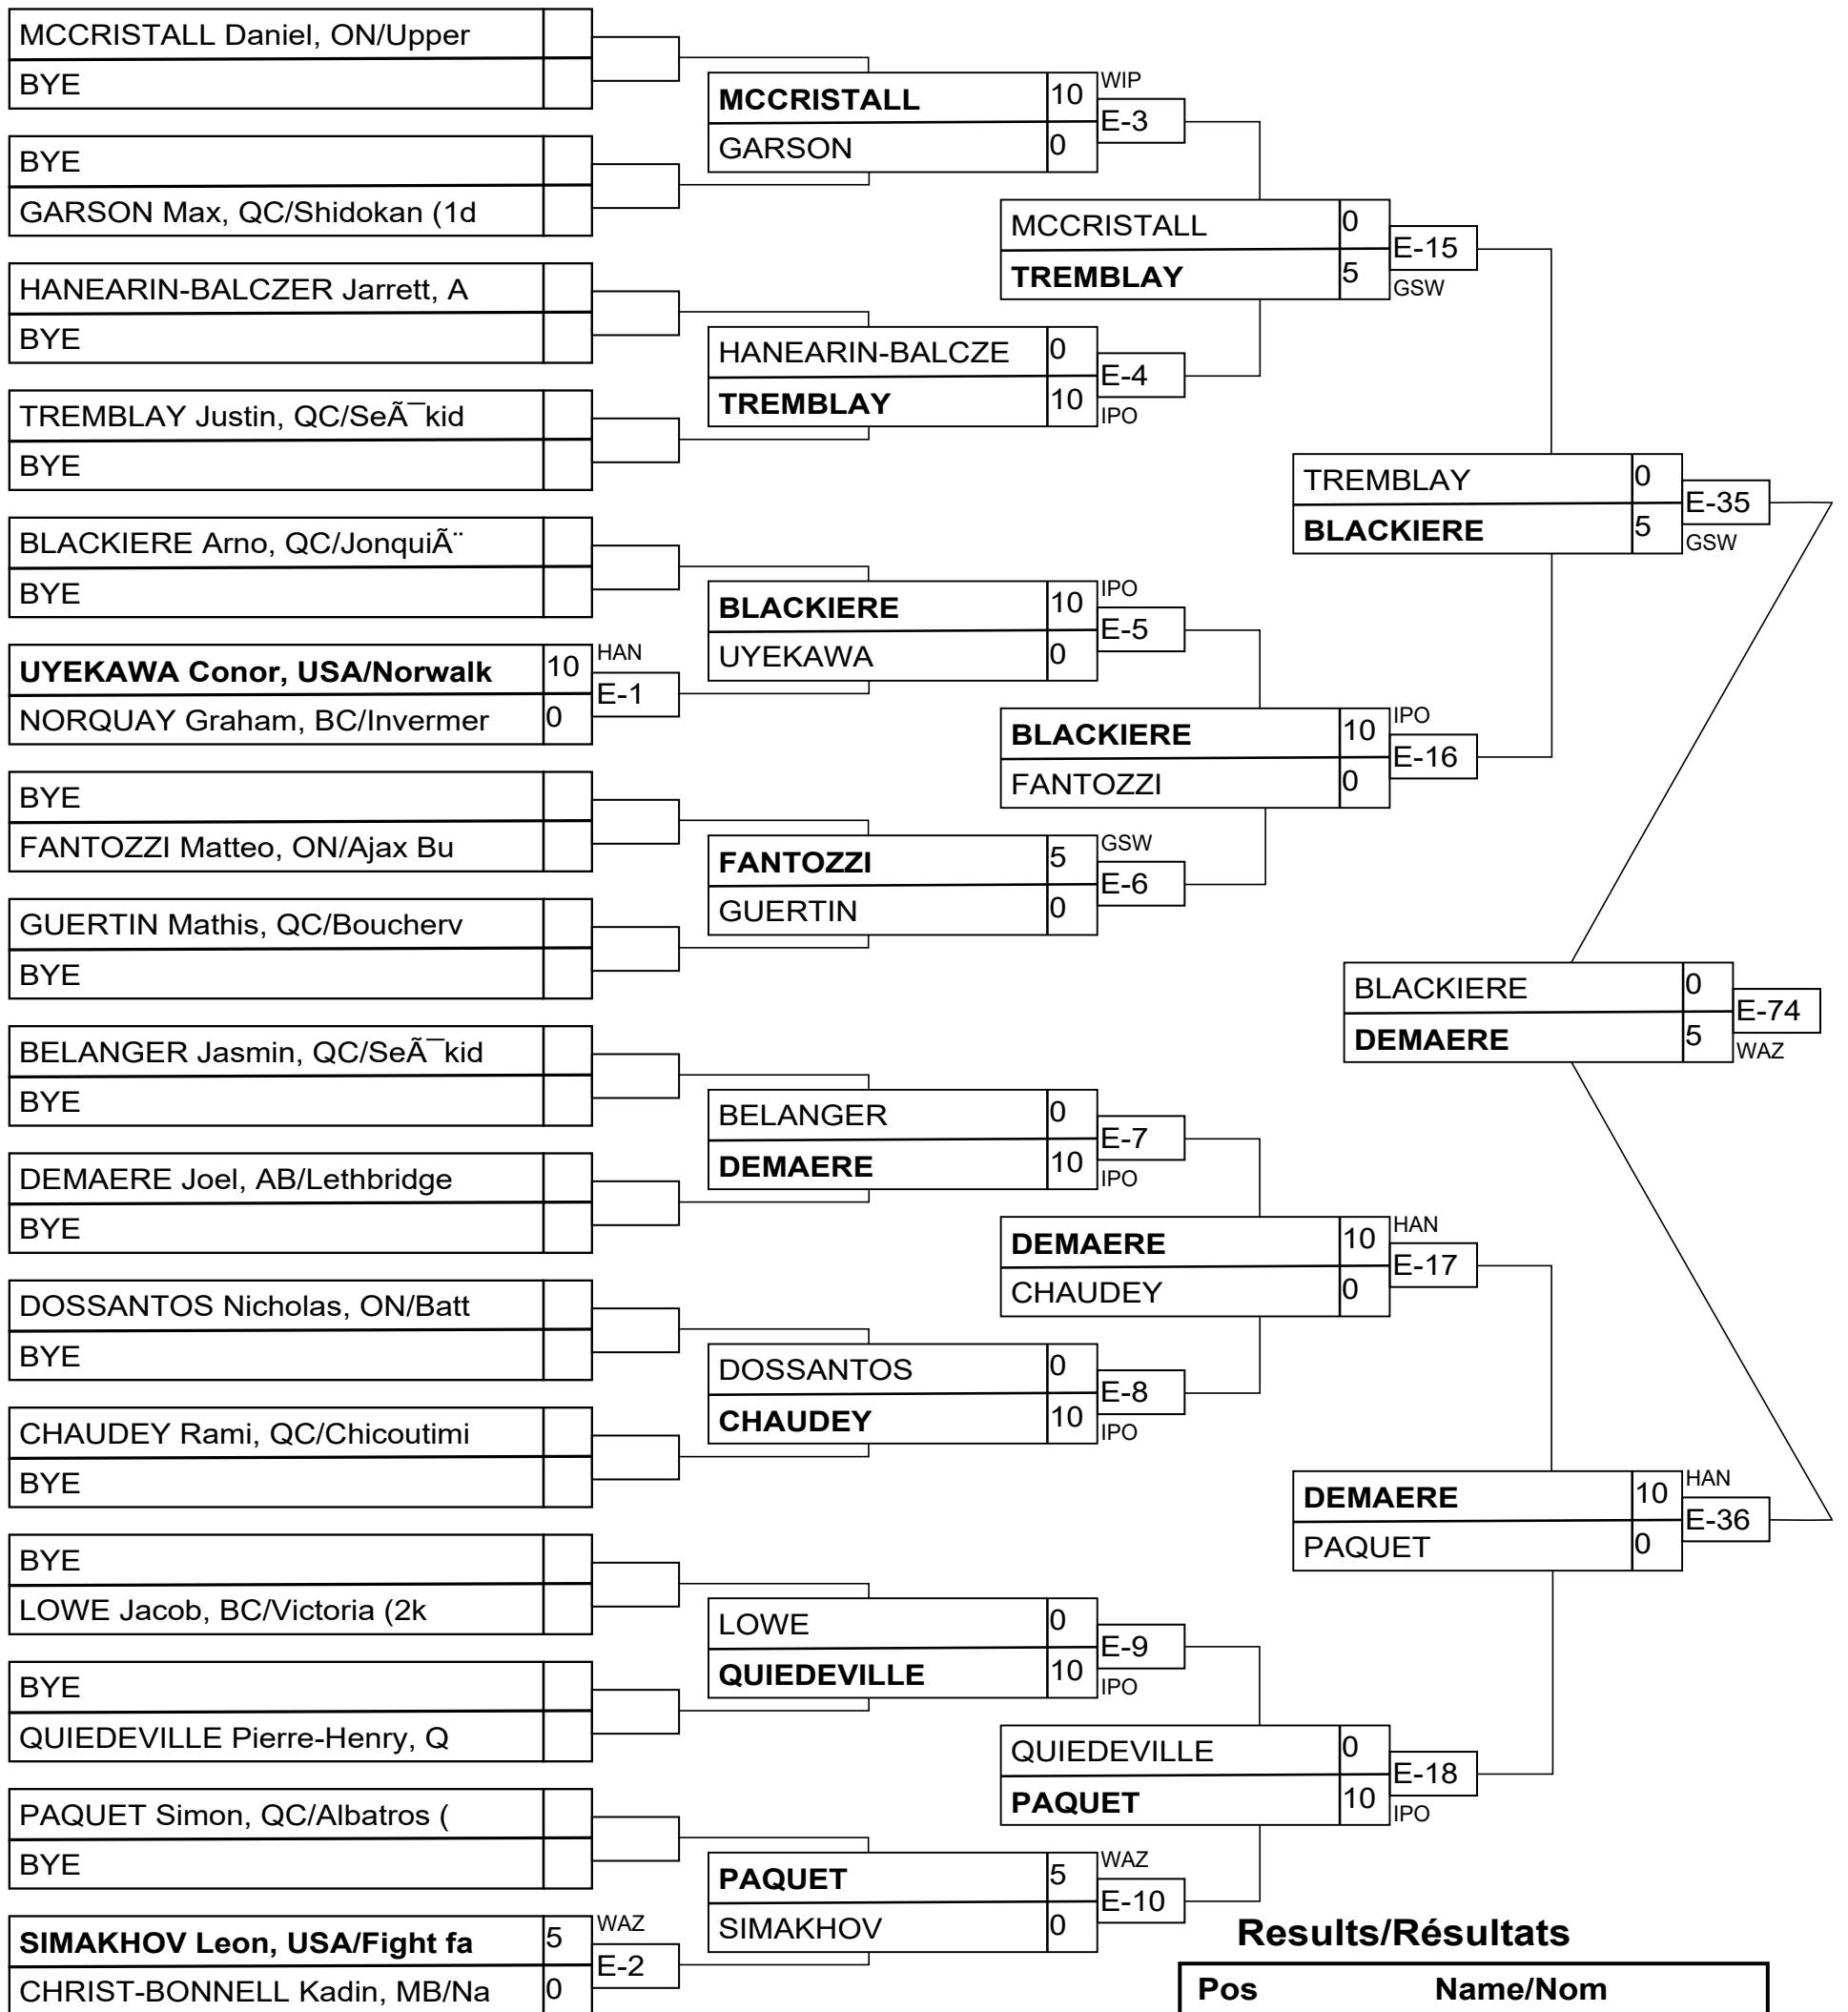 MCCRISTALL Daniel, ON/Upper
BYE
BYE
GARSON Max, QC/Shidokan (1d
HANEARIN-BALCZER Jarrett, A
BYE
TREMBLAY Justin, QC/SeÃ¯kid
BYE
BLACKIERE Arno, QC/JonquiÃ¨
BYE
UYEKAWA Conor, USA/Norwalk 10 HAN
E-1
NORQUAY Graham, BC/Invermer 0
BYE
FANTOZZI Matteo, ON/Ajax Bu
GUERTIN Mathis, QC/Boucherv
BYE
BELANGER Jasmin, QC/SeÃ¯kid
BYE
DEMAERE Joel, AB/Lethbridge
BYE
DOSSANTOS Nicholas, ON/Batt
BYE
CHAUDEY Rami, QC/Chicoutimi
BYE
BYE
LOWE Jacob, BC/Victoria (2k
BYE
QUIEDEVILLE Pierre-Henry, Q
PAQUET Simon, QC/Albatros (
BYE
SIMAKHOV Leon, USA/Fight fa 5 WAZ
E-2
CHRIST-BONNELL Kadin, MB/Na 0
MCCRISTALL 10 WIP
E-3
GARSON 0
HANEARIN-BALCZE 0
E-4
TREMBLAY 10 IPO
BLACKIERE 10 IPO
E-5
UYEKAWA 0
FANTOZZI 5 GSW
E-6
GUERTIN 0
BELANGER 0
E-7
DEMAERE 10 IPO
DOSSANTOS 0
E-8
CHAUDEY 10 IPO
LOWE 0
E-9
QUIEDEVILLE 10 IPO
PAQUET 5 WAZ
E-10
SIMAKHOV 0
MCCRISTALL 0
E-15
TREMBLAY 5 GSW
BLACKIERE 10 IPO
E-16
FANTOZZI 0
DEMAERE 10 HAN
E-17
CHAUDEY 0
QUIEDEVILLE 0
E-18
PAQUET 10 IPO
TREMBLAY 0
E-35
BLACKIERE 5 GSW
DEMAERE 10 HAN
E-36
PAQUET 0
BLACKIERE 0
E-74
DEMAERE 5 WAZ
Results/Résultats
Pos Name/Nom